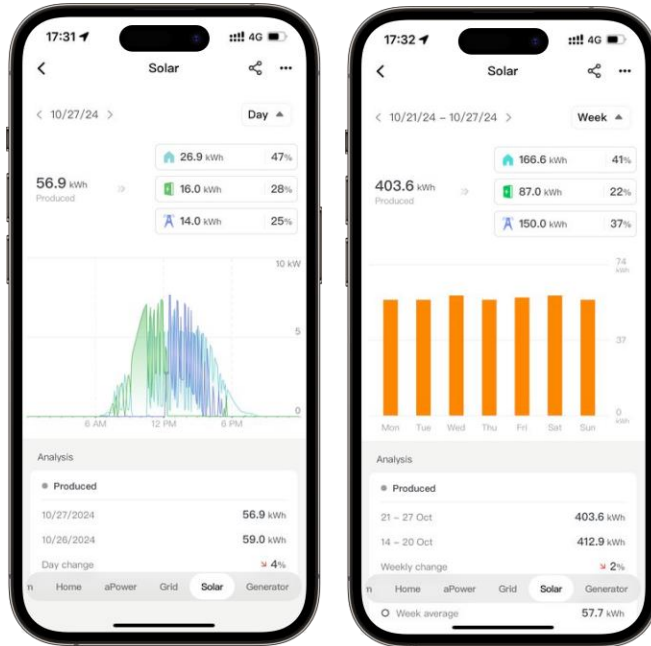 17:31
4G
Solar
10/27/24
Day
26.9 kWh 47%
56.9 kWh
Produced
16.0 kWh 28%
14.0 kWh 25%
10 kW
5
0
6 AM 12 PM 6 PM
Analysis
Produced
10/27/2024 56.9 kWh
10/26/2024 59.0 kWh
Day change 4%
Home aPower Grid Solar Generator
17:32
4G
Solar
10/21/24 – 10/27/24
Week
166.6 kWh 41%
403.6 kWh
Produced
87.0 kWh 22%
150.0 kWh 37%
74
kWh
37
0
kWh
Mon Tue Wed Thu Fri Sat Sun
Analysis
Produced
21 – 27 Oct 403.6 kWh
14 – 20 Oct 412.9 kWh
Weekly change 2%
Home aPower Grid Solar Generator
Week average 57.7 kWh